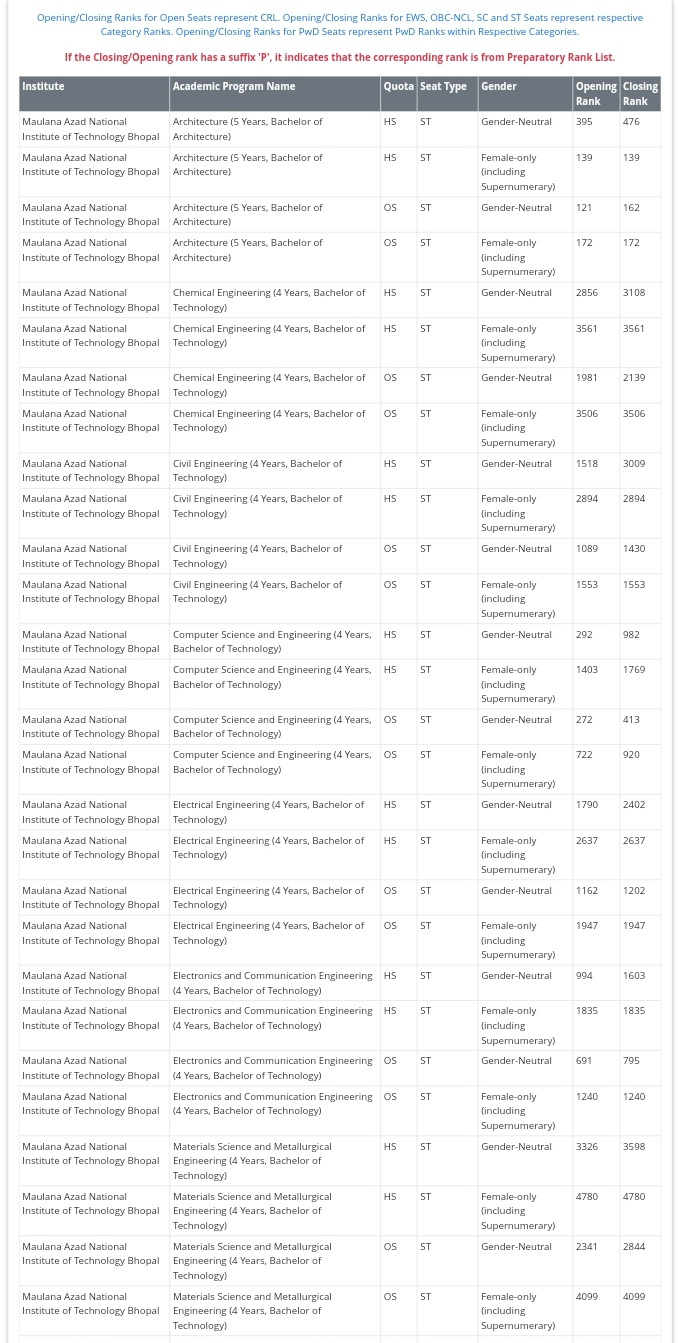 Opening/Closing Ranks for Open Seats represent CRL. Opening/Closing Ranks for EWS, OBC-NCL, SC and ST Seats represent respective
Category Ranks. Opening/Closing Ranks for PwD Seats represent PwD Ranks within Respective Categories.
If the Closing/Opening rank has a suffix 'P', it indicates that the corresponding rank is from Preparatory Rank List.
Institute Academic Program Name Quota Seat Type Gender Opening Closing
Rank Rank
Maulana Azad National Architecture (5 Years, Bachelor of HS ST Gender-Neutral 395 476
Institute of Technology Bhopal Architecture)
Maulana Azad National Architecture (5 Years, Bachelor of HS ST Female-only 139 139
Institute of Technology Bhopal Architecture) (including
Supernumerary)
Maulana Azad National Architecture (5 Years, Bachelor of OS ST Gender-Neutral 121 162
Institute of Technology Bhopal Architecture)
Maulana Azad National Architecture (5 Years, Bachelor of OS ST Female-only 172 172
Institute of Technology Bhopal Architecture) (including
Supernumerary)
Maulana Azad National Chemical Engineering (4 Years, Bachelor of HS ST Gender-Neutral 2856 3108
Institute of Technology Bhopal Technology)
Maulana Azad National Chemical Engineering (4 Years, Bachelor of HS ST Female-only 3561 3561
Institute of Technology Bhopal Technology) (including
Supernumerary)
Maulana Azad National Chemical Engineering (4 Years, Bachelor of OS ST Gender-Neutral 1981 2139
Institute of Technology Bhopal Technology)
Maulana Azad National Chemical Engineering (4 Years, Bachelor of OS ST Female-only 3506 3506
Institute of Technology Bhopal Technology) (including
Supernumerary)
Maulana Azad National Civil Engineering (4 Years, Bachelor of HS ST Gender-Neutral 1518 3009
Institute of Technology Bhopal Technology)
Maulana Azad National Civil Engineering (4 Years, Bachelor of HS ST Female-only 2894 2894
Institute of Technology Bhopal Technology) (including
Supernumerary)
Maulana Azad National Civil Engineering (4 Years, Bachelor of OS ST Gender-Neutral 1089 1430
Institute of Technology Bhopal Technology)
Maulana Azad National Civil Engineering (4 Years, Bachelor of OS ST Female-only 1553 1553
Institute of Technology Bhopal Technology) (including
Supernumerary)
Maulana Azad National Computer Science and Engineering (4 Years, HS ST Gender-Neutral 292 982
Institute of Technology Bhopal Bachelor of Technology)
Maulana Azad National Computer Science and Engineering (4 Years, HS ST Female-only 1403 1769
Institute of Technology Bhopal Bachelor of Technology) (including
Supernumerary)
Maulana Azad National Computer Science and Engineering (4 Years, OS ST Gender-Neutral 272 413
Institute of Technology Bhopal Bachelor of Technology)
Maulana Azad National Computer Science and Engineering (4 Years, OS ST Female-only 722 920
Institute of Technology Bhopal Bachelor of Technology) (including
Supernumerary)
Maulana Azad National Electrical Engineering (4 Years, Bachelor of HS ST Gender-Neutral 1790 2402
Institute of Technology Bhopal Technology)
Maulana Azad National Electrical Engineering (4 Years, Bachelor of HS ST Female-only 2637 2637
Institute of Technology Bhopal Technology) (including
Supernumerary)
Maulana Azad National Electrical Engineering (4 Years, Bachelor of OS ST Gender-Neutral 1162 1202
Institute of Technology Bhopal Technology)
Maulana Azad National Electrical Engineering (4 Years, Bachelor of OS ST Female-only 1947 1947
Institute of Technology Bhopal Technology) (including
Supernumerary)
Maulana Azad National Electronics and Communication Engineering HS ST Gender-Neutral 994 1603
Institute of Technology Bhopal (4 Years, Bachelor of Technology)
Maulana Azad National Electronics and Communication Engineering HS ST Female-only 1835 1835
Institute of Technology Bhopal (4 Years, Bachelor of Technology) (including
Supernumerary)
Maulana Azad National Electronics and Communication Engineering OS ST Gender-Neutral 691 795
Institute of Technology Bhopal (4 Years, Bachelor of Technology)
Maulana Azad National Electronics and Communication Engineering OS ST Female-only 1240 1240
Institute of Technology Bhopal (4 Years, Bachelor of Technology) (including
Supernumerary)
Maulana Azad National Materials Science and Metallurgical HS ST Gender-Neutral 3326 3598
Institute of Technology Bhopal Engineering (4 Years, Bachelor of
Technology)
Maulana Azad National Materials Science and Metallurgical HS ST Female-only 4780 4780
Institute of Technology Bhopal Engineering (4 Years, Bachelor of (including
Technology) Supernumerary)
Maulana Azad National Materials Science and Metallurgical OS ST Gender-Neutral 2341 2844
Institute of Technology Bhopal Engineering (4 Years, Bachelor of
Technology)
Maulana Azad National Materials Science and Metallurgical OS ST Female-only 4099 4099
Institute of Technology Bhopal Engineering (4 Years, Bachelor of (including
Technology) Supernumerary)